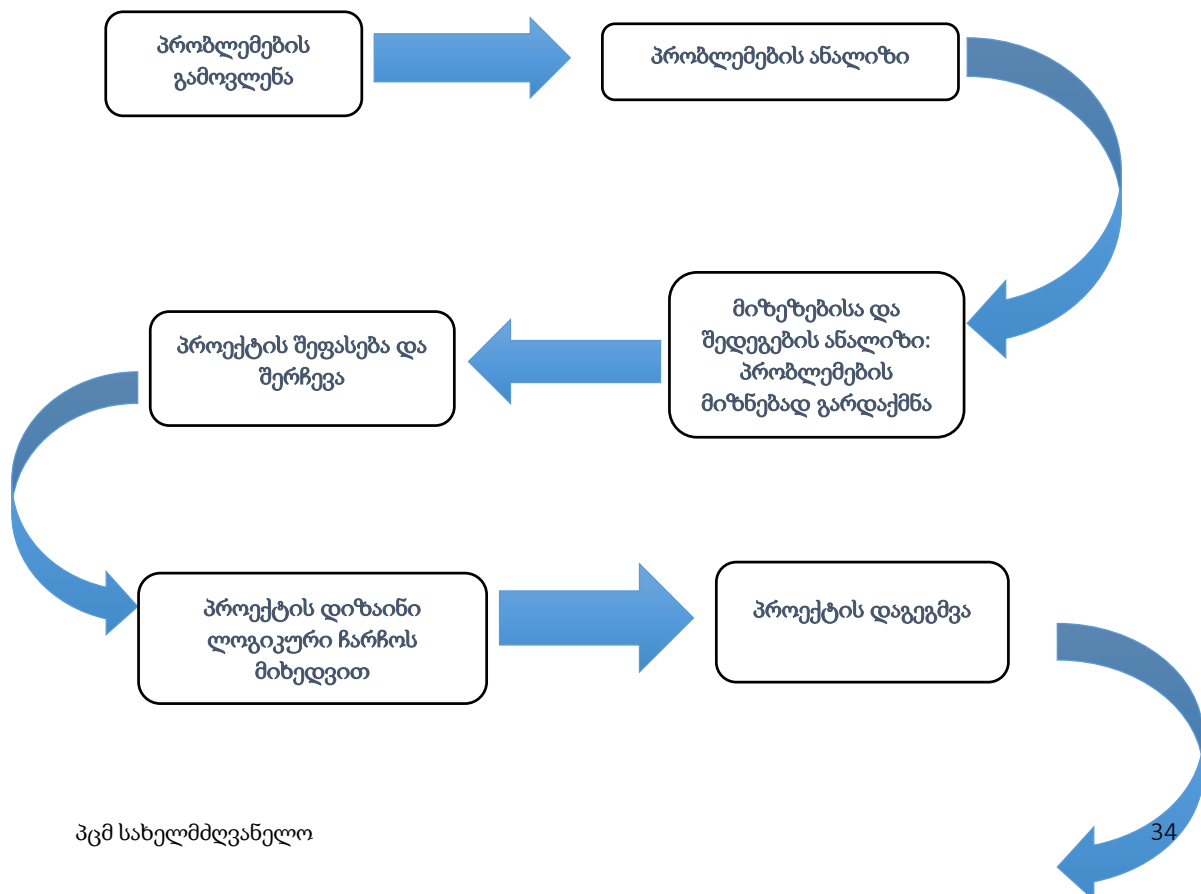 პრობლემების
გამოვლენა
პრობლემების ანალიზი
მიზეზებისა და
შედეგების ანალიზი:
პრობლემების
მიზნებად გარდაქმნა
პროექტის შეფასება და
შერჩევა
პროექტის დიზაინი
ლოგიკური ჩარჩოს
მიხედვით
პროექტის დაგეგმვა
პცმ სახელმძღვანელო
34